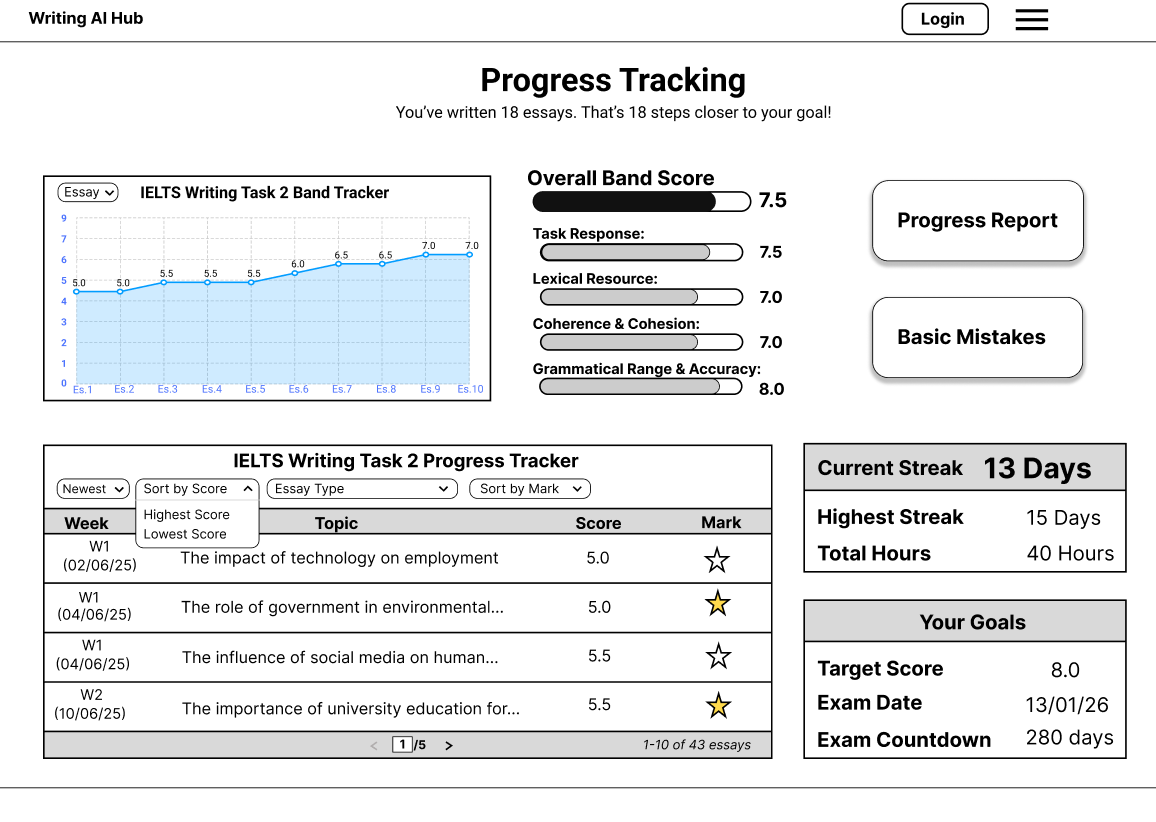 Writing AI Hub
Login
Progress Tracking
You've written 18 essays. That's 18 steps closer to your goal!
Essay
IELTS Writing Task 2 Band Tracker
9
7
6
5
4
3
2
1
0
5.0
5.0
5.5
5.5
5.5
6.0
6.5
6.5
7.0
7.0
Es.1
Es.2
Es.3
Es.4
Es.5
Es.6
Es.7
Es.8
Es.9
Es.10
Overall Band Score
7.5
Task Response:
7.5
Lexical Resource:
7.0
Coherence & Cohesion:
7.0
Grammatical Range & Accuracy:
8.0
Progress Report
Basic Mistakes
IELTS Writing Task 2 Progress Tracker
Newest
Sort by Score
Essay Type
Sort by Mark
Highest Score
Lowest Score
Week
Topic
Score
Mark
W1
(02/06/25)
The impact of technology on employment
5.0
W1
(04/06/25)
The role of government in environmental...
5.0
W1
(04/06/25)
The influence of social media on human...
5.5
W2
(10/06/25)
The importance of university education for...
5.5
< 1 /5 >
1-10 of 43 essays
Current Streak 13 Days
Highest Streak 15 Days
Total Hours 40 Hours
Your Goals
Target Score 8.0
Exam Date 13/01/26
Exam Countdown 280 days